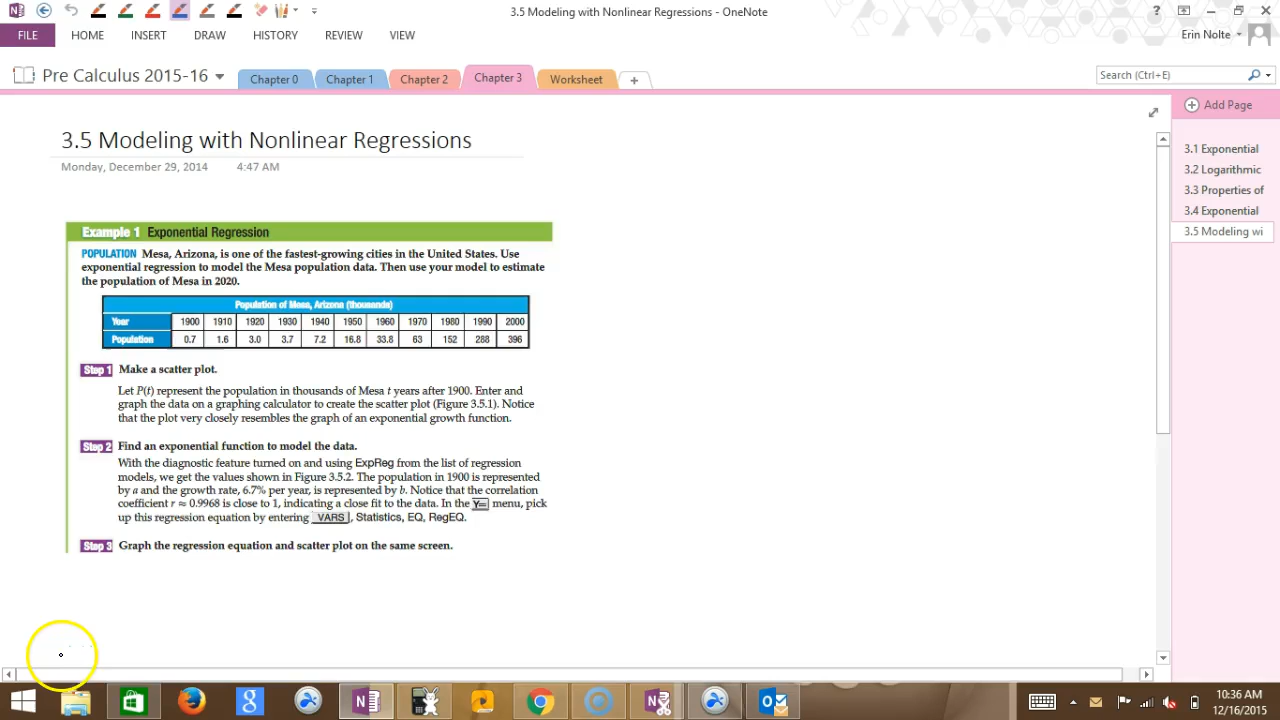 3.5 Modeling with Nonlinear Regressions - OneNote
?
FILE
HOME
INSERT
DRAW
HISTORY
REVIEW
VIEW
Erin Nolte
Pre Calculus 2015-16
Chapter 0
Chapter 1
Chapter 2
Chapter 3
Worksheet
Search (Ctrl+E)
Add Page
3.1 Exponential
3.2 Logarithmic
3.3 Properties of
3.4 Exponential
3.5 Modeling wi
3.5 Modeling with Nonlinear Regressions
Monday, December 29, 2014 4:47 AM
Example 1 Exponential Regression
POPULATION Mesa, Arizona, is one of the fastest-growing cities in the United States. Use
exponential regression to model the Mesa population data. Then use your model to estimate
the population of Mesa in 2020.
Population of Mesa, Arizona (thousands)
Year 1900 1910 1920 1930 1940 1950 1960 1970 1980 1990 2000
Population 0.7 1.6 3.0 3.7 7.2 16.8 33.8 63 152 288 396
Step 1 Make a scatter plot.
Let P(t) represent the population in thousands of Mesa t years after 1900. Enter and
graph the data on a graphing calculator to create the scatter plot (Figure 3.5.1). Notice
that the plot very closely resembles the graph of an exponential growth function.
Step 2 Find an exponential function to model the data.
With the diagnostic feature turned on and using ExpReg from the list of regression
models, we get the values shown in Figure 3.5.2. The population in 1900 is represented
by a and the growth rate, 6.7% per year, is represented by b. Notice that the correlation
coefficient r ≈ 0.9968 is close to 1, indicating a close fit to the data. In the Y= menu, pick
up this regression equation by entering VARS , Statistics, EQ, RegEQ.
Step 3 Graph the regression equation and scatter plot on the same screen.
10:36 AM
12/16/2015